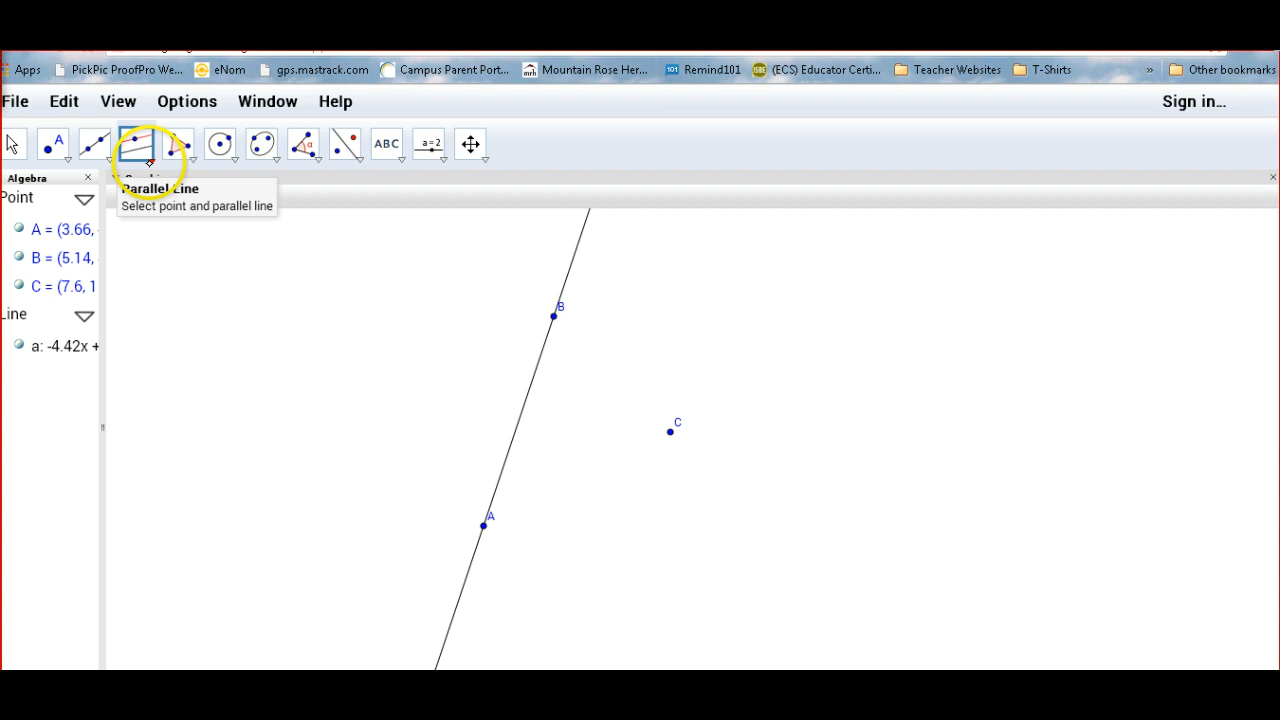 Apps PickPic ProofPro We... eNom gps.mastrack.com Campus Parent Port... Mountain Rose Her... Remind101 (ECS) Educator Certi... Teacher Websites T-Shirts » Other bookmarks
File Edit View Options Window Help Sign in...
A ABC a=2
Algebra
Parallel Line
Select point and parallel line
Point
A = (3.66,
B = (5.14,
C = (7.6, 1
Line
a: -4.42x +
B
C
A